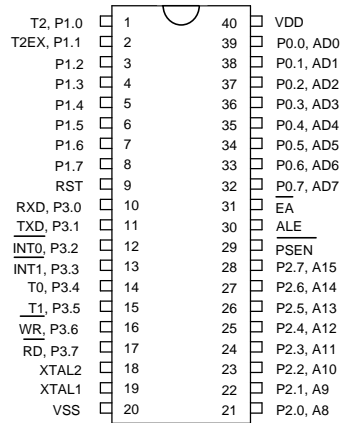 T2, P1.0 1 40 VDD
T2EX, P1.1 2 39 P0.0, AD0
P1.2 3 38 P0.1, AD1
P1.3 4 37 P0.2, AD2
P1.4 5 36 P0.3, AD3
P1.5 6 35 P0.4, AD4
P1.6 7 34 P0.5, AD5
P1.7 8 33 P0.6, AD6
RST 9 32 P0.7, AD7
RXD, P3.0 10 31 EA
TXD, P3.1 11 30 ALE
INT0, P3.2 12 29 PSEN
INT1, P3.3 13 28 P2.7, A15
T0, P3.4 14 27 P2.6, A14
T1, P3.5 15 26 P2.5, A13
WR, P3.6 16 25 P2.4, A12
RD, P3.7 17 24 P2.3, A11
XTAL2 18 23 P2.2, A10
XTAL1 19 22 P2.1, A9
VSS 20 21 P2.0, A8